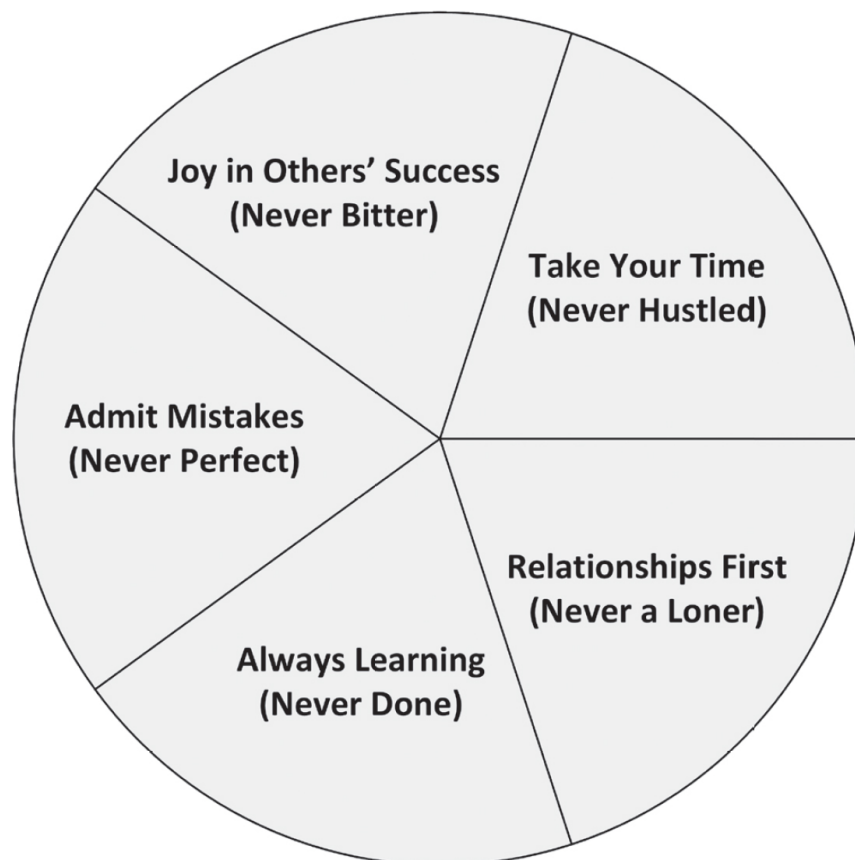 Joy in Others’ Success
(Never Bitter)
Take Your Time
(Never Hustled)
Admit Mistakes
(Never Perfect)
Relationships First
(Never a Loner)
Always Learning
(Never Done)